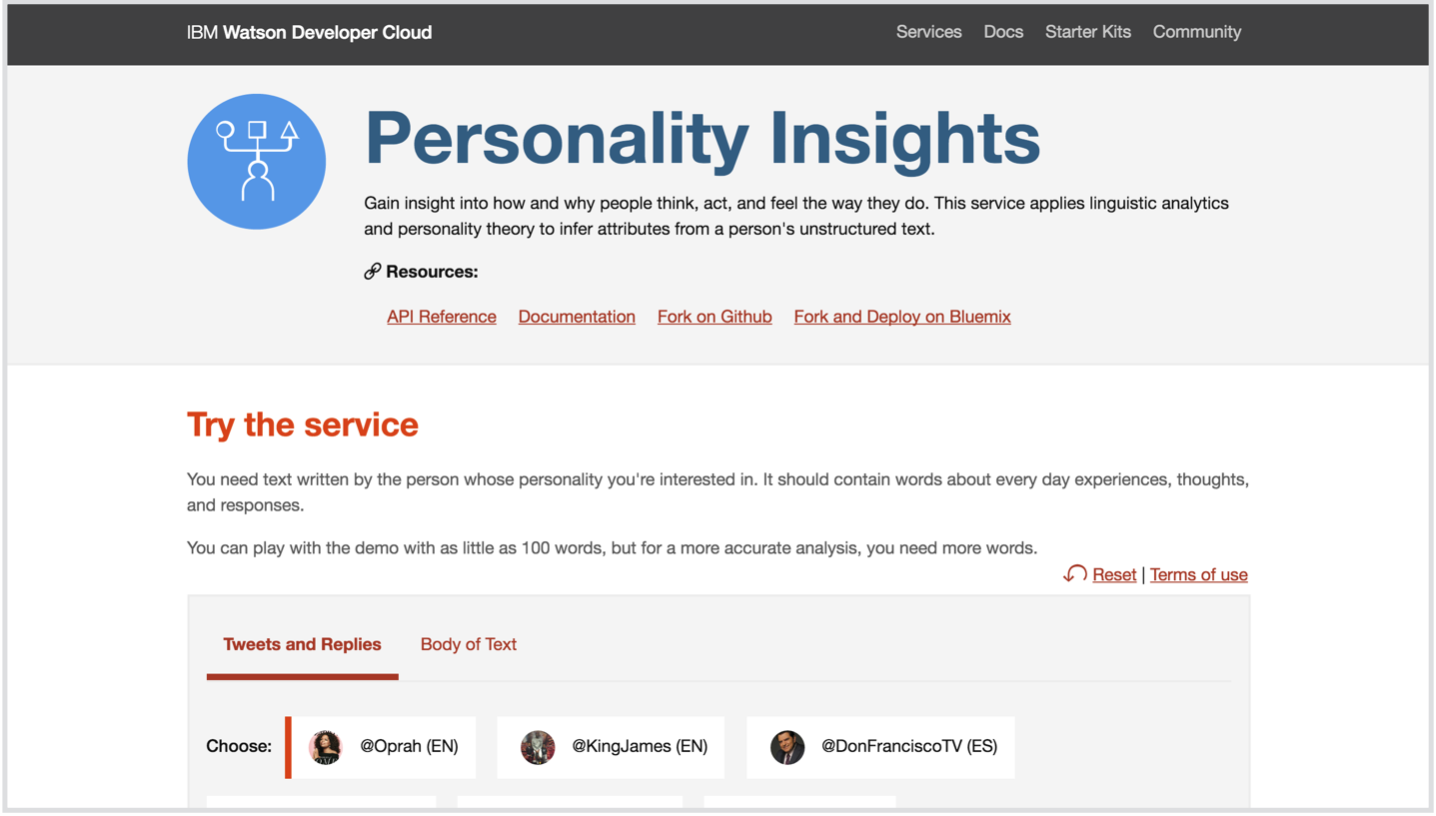 IBM Watson Developer Cloud
Services Docs Starter Kits Community
Personality Insights
Gain insight into how and why people think, act, and feel the way they do. This service applies linguistic analytics
and personality theory to infer attributes from a person's unstructured text.
Resources:
API Reference Documentation Fork on Github Fork and Deploy on Bluemix
Try the service
You need text written by the person whose personality you're interested in. It should contain words about every day experiences, thoughts,
and responses.
You can play with the demo with as little as 100 words, but for a more accurate analysis, you need more words.
Reset | Terms of use
Tweets and Replies Body of Text
Choose: @Oprah (EN) @KingJames (EN) @DonFranciscoTV (ES)